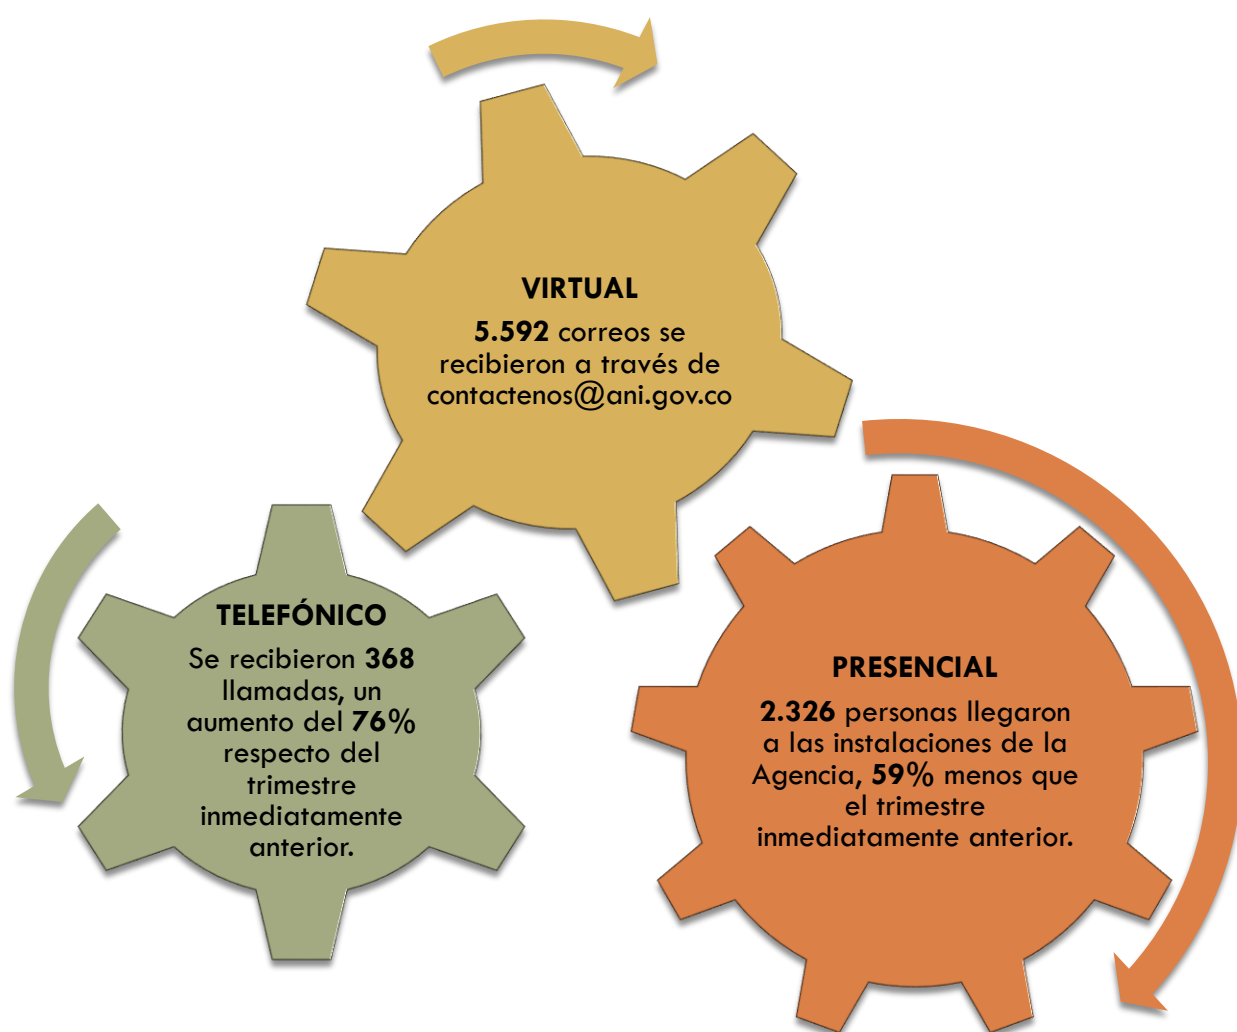 VIRTUAL
5.592 correos se
recibieron a través de
contactenos@ani.gov.co
TELEFÓNICO
Se recibieron 368
llamadas, un
aumento del 76%
respecto del
trimestre
inmediatamente
anterior.
PRESENCIAL
2.326 personas llegaron
a las instalaciones de la
Agencia, 59% menos que
el trimestre
inmediatamente anterior.